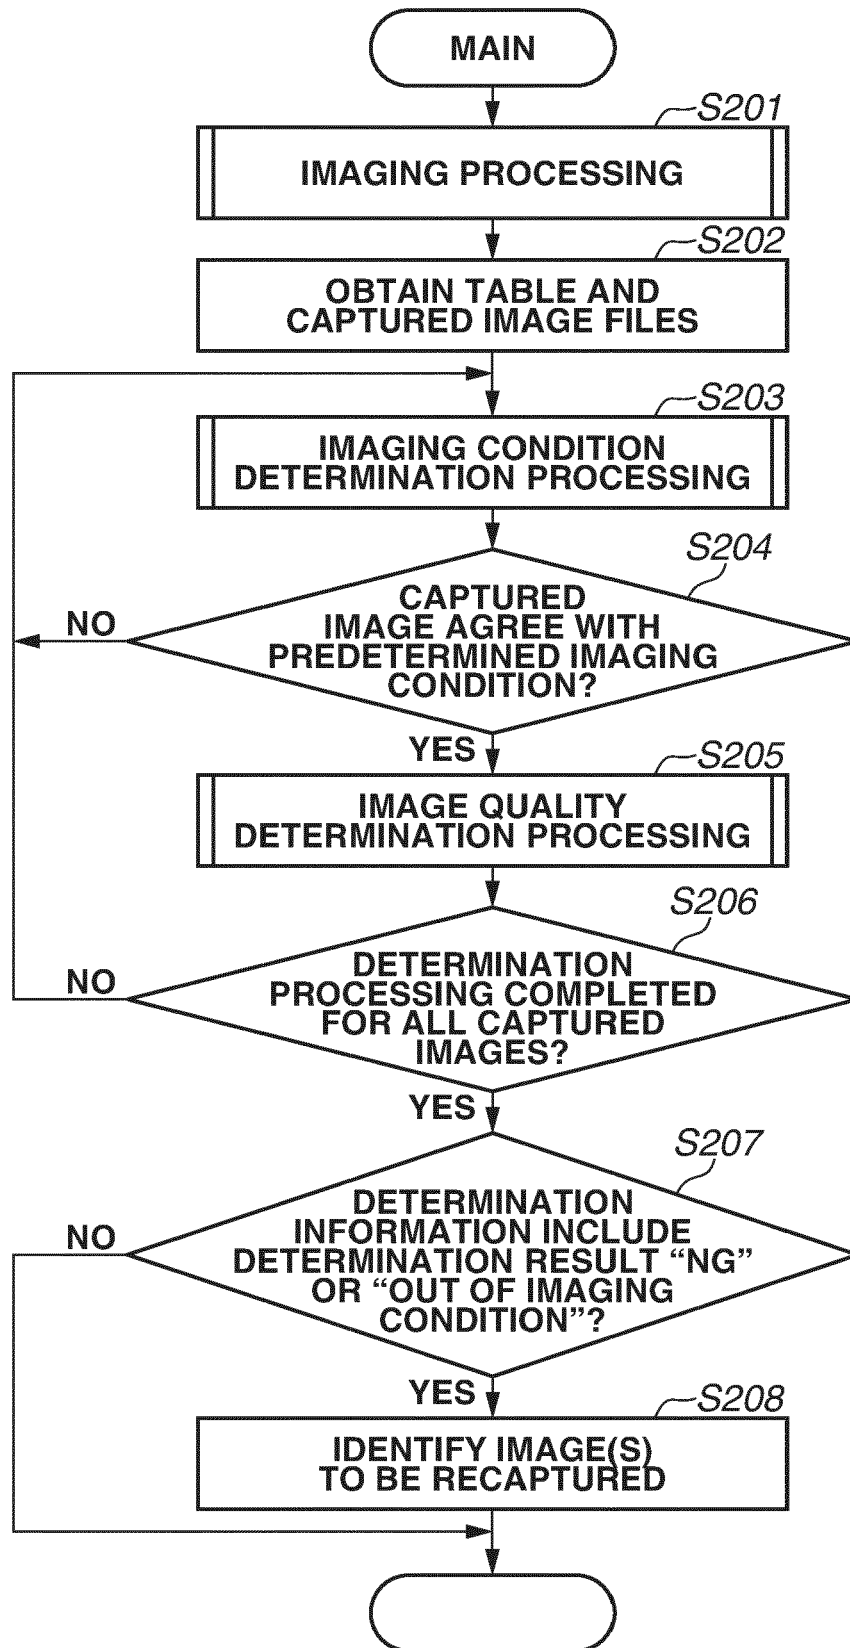 MAIN
S201
IMAGING PROCESSING
S202
OBTAIN TABLE AND
CAPTURED IMAGE FILES
S203
IMAGING CONDITION
DETERMINATION PROCESSING
S204
CAPTURED
IMAGE AGREE WITH
PREDETERMINED IMAGING
CONDITION?
NO
YES
S205
IMAGE QUALITY
DETERMINATION PROCESSING
S206
DETERMINATION
PROCESSING COMPLETED
FOR ALL CAPTURED
IMAGES?
NO
YES
S207
DETERMINATION
INFORMATION INCLUDE
DETERMINATION RESULT “NG”
OR “OUT OF IMAGING
CONDITION”?
NO
YES
S208
IDENTIFY IMAGE(S)
TO BE RECAPTURED